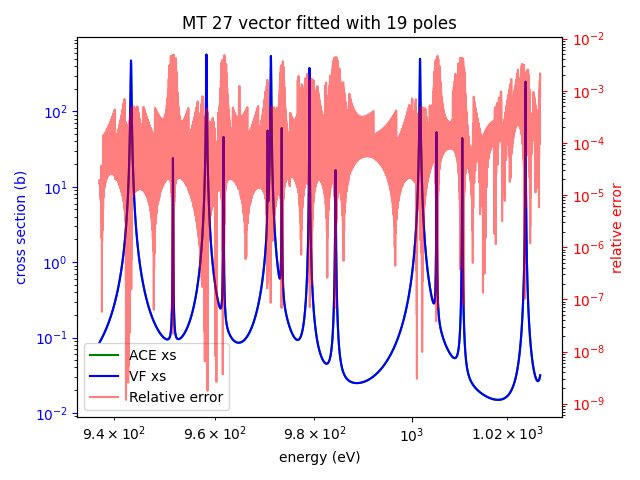 MT 27 vector fitted with 19 poles
cross section (b)
10²
10¹
10⁰
10⁻¹
10⁻²
10⁻²
10⁻³
10⁻⁴
10⁻⁵
10⁻⁶
10⁻⁷
10⁻⁸
10⁻⁹
relative error
ACE xs
VF xs
Relative error
9.4 × 10² 9.6 × 10² 9.8 × 10² 10³ 1.02 × 10³
energy (eV)